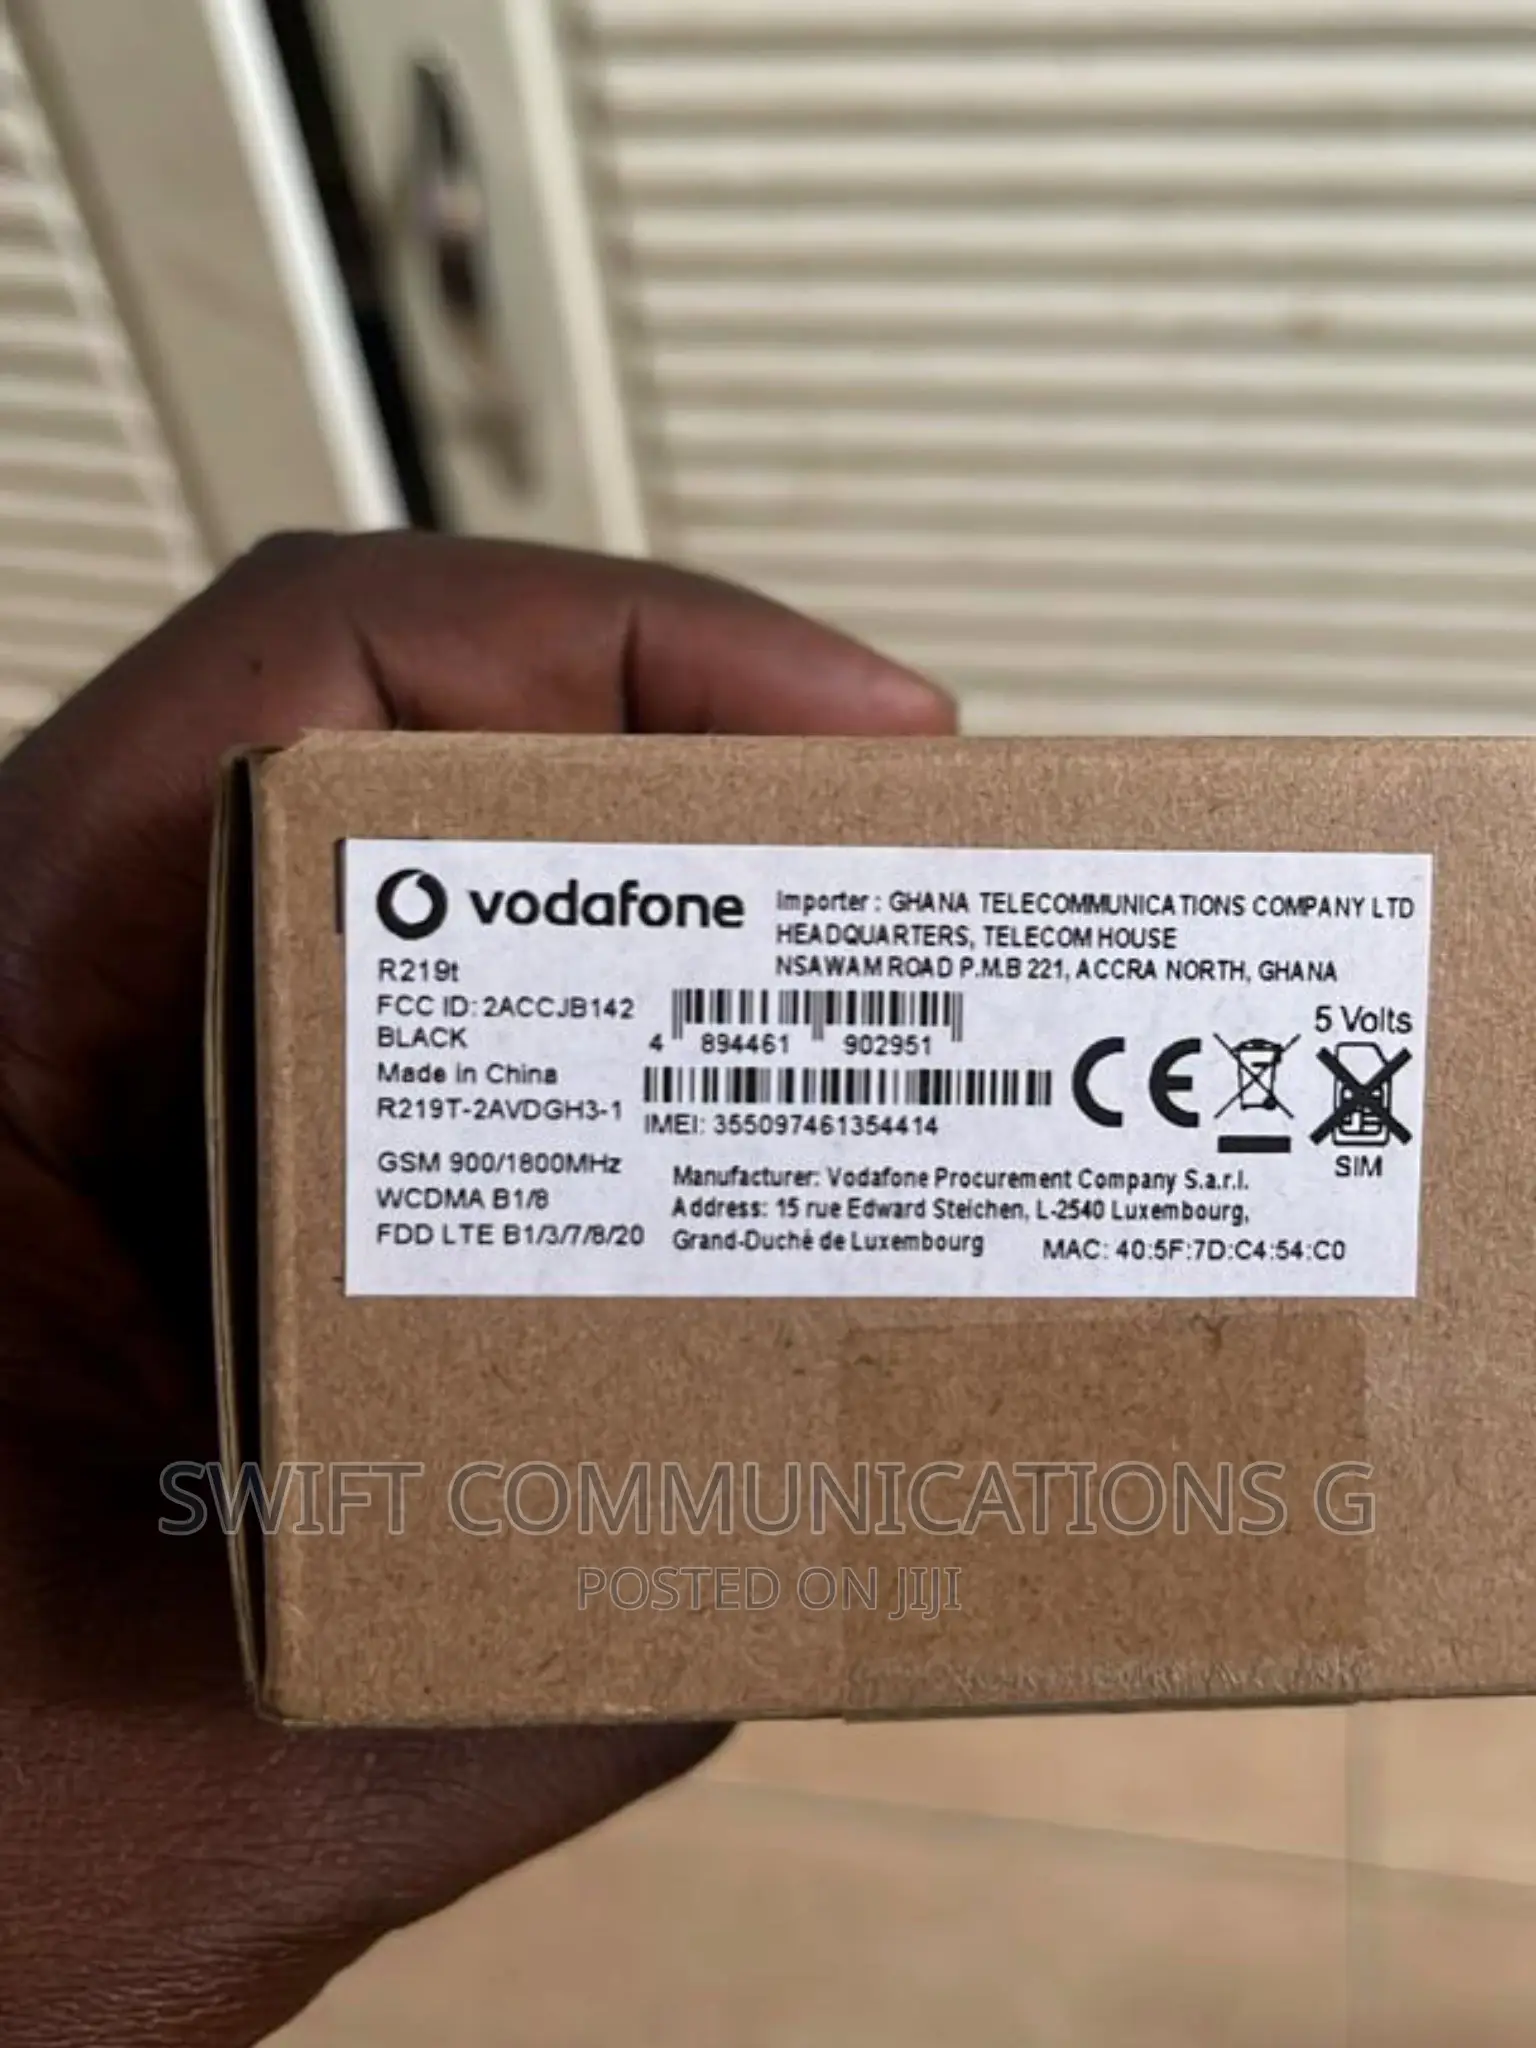 vodafone
Importer : GHANA TELECOMMUNICATIONS COMPANY LTD
HEADQUARTERS, TELECOM HOUSE
NSAWAM ROAD P.M.B 221, ACCRA NORTH, GHANA
R219t
FCC ID: 2ACCJB142
BLACK
Made in China
R219T-2AVDGH3-1
4 894461 902951
IMEI: 355097461354414
5 Volts
CE
SIM
GSM 900/1800MHz
WCDMA B1/8
FDD LTE B1/3/7/8/20
Manufacturer: Vodafone Procurement Company S.a.r.l.
Address: 15 rue Edward Steichen, L-2540 Luxembourg,
Grand-Duché de Luxembourg
MAC: 40:5F:7D:C4:54:C0
SWIFT COMMUNICATIONS G
POSTED ON JIJI